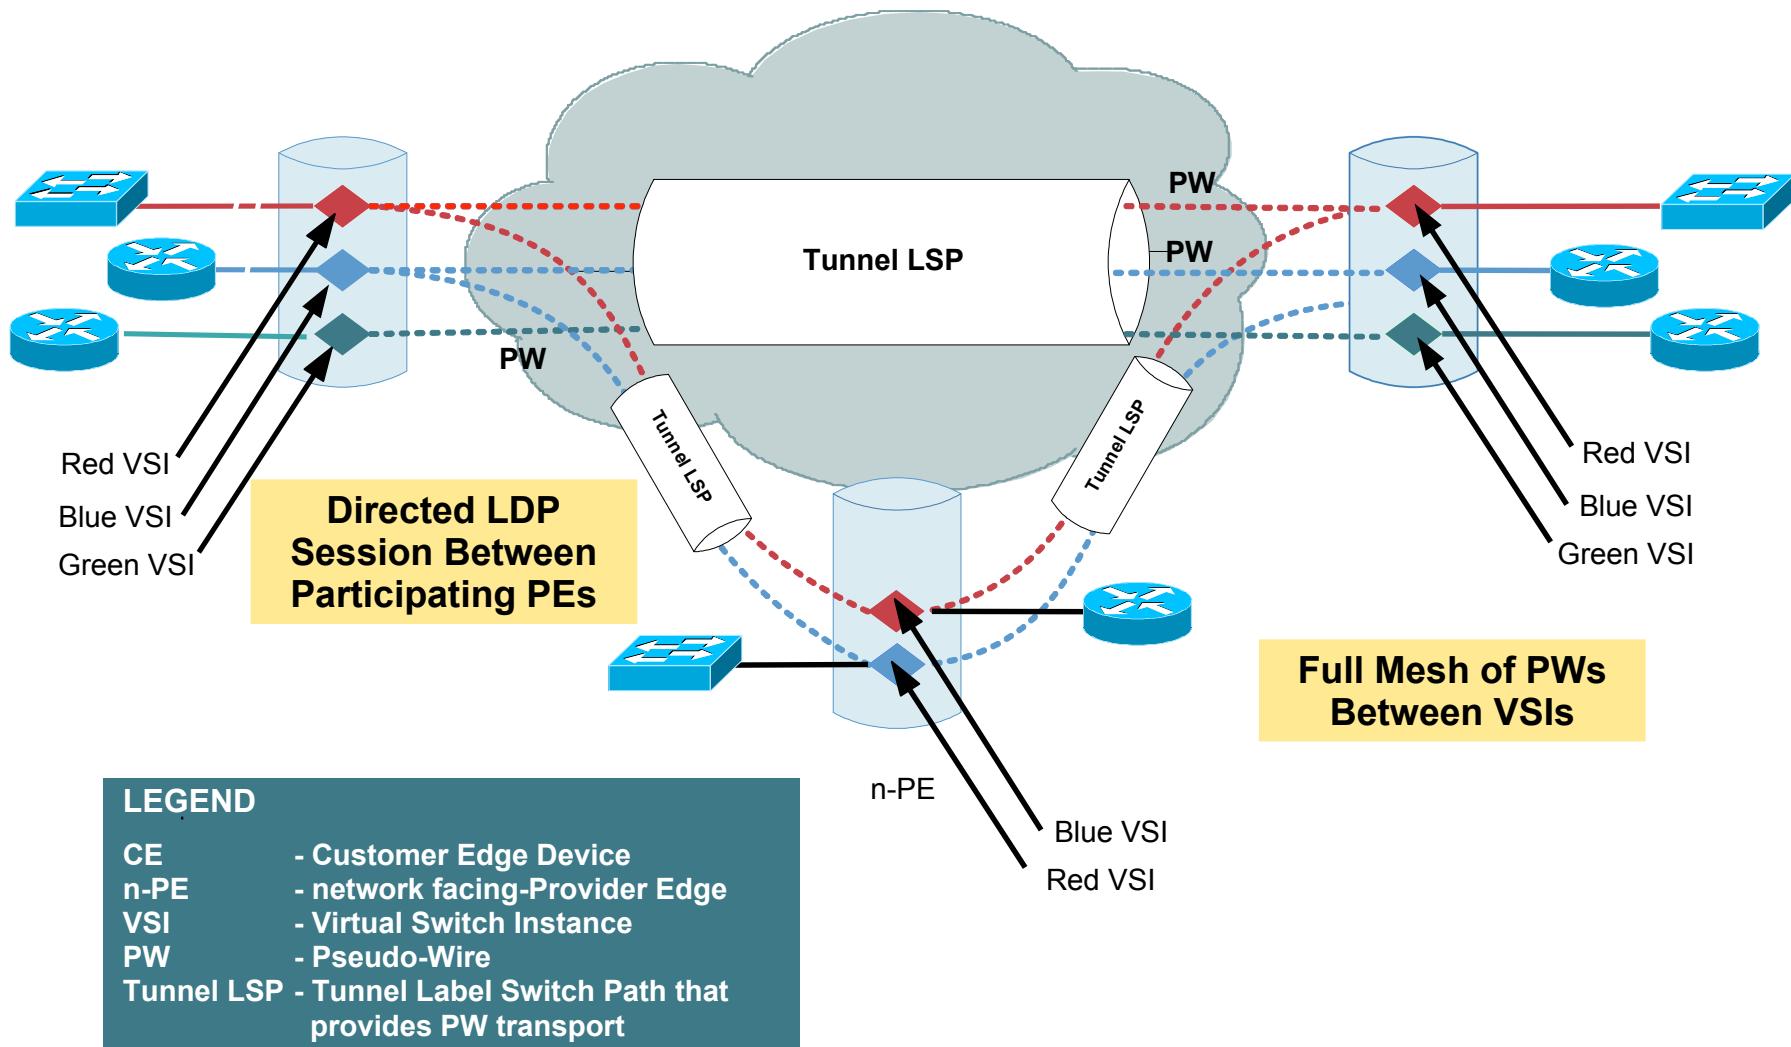 PW
Tunnel LSP
PW
PW
Tunnel LSP
Tunnel LSP
Red VSI
Blue VSI
Green VSI
Directed LDP
Session Between
Participating PEs
Red VSI
Blue VSI
Green VSI
Full Mesh of PWs
Between VSIs
n-PE
Blue VSI
Red VSI
LEGEND
CE - Customer Edge Device
n-PE - network facing-Provider Edge
VSI - Virtual Switch Instance
PW - Pseudo-Wire
Tunnel LSP - Tunnel Label Switch Path that
provides PW transport